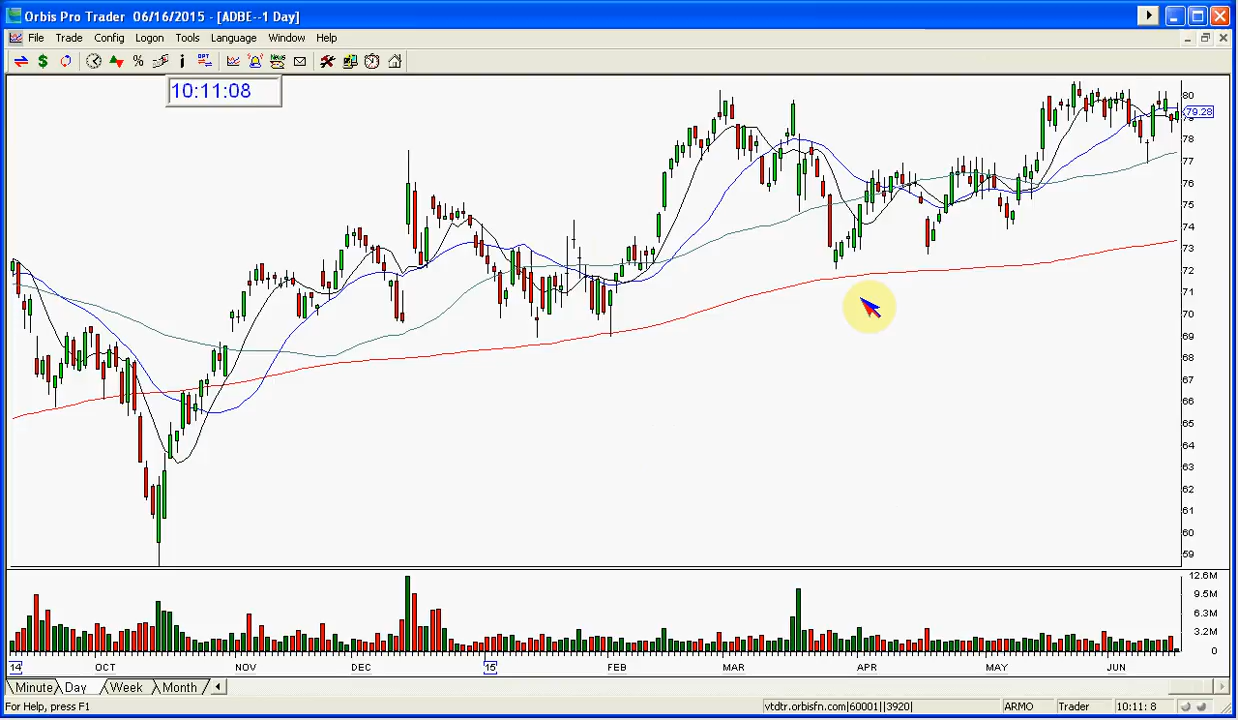 Orbis Pro Trader 06/16/2015 - [ADBE--1 Day]
File Trade Config Logon Tools Language Window Help
$ % i OPT News
10:11:08
80
79.28
79
78
77
76
75
74
73
72
71
70
69
68
67
66
65
64
63
62
61
60
59
12.6M
9.5M
6.3M
3.2M
0
14 OCT NOV DEC 15 FEB MAR APR MAY JUN
Minute Day Week Month
For Help, press F1 vtdtr.orbisfn.com|60001||3920| ARMO Trader 10:11: 8